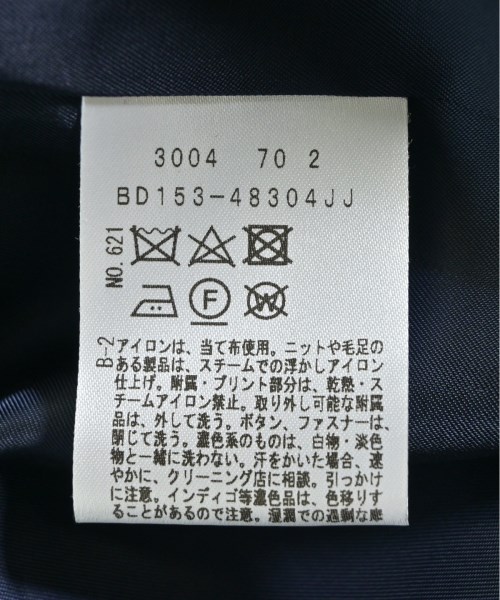 3004 70 2
BD153-48304JJ
NO.621
F
W
B-2
アイロンは、当て布使用。ニットや毛足の
ある製品は、スチームでの浮かしアイロン
仕上げ。附属・プリント部分は、乾熱・ス
チームアイロン禁止。取り外し可能な附属
品は、外して洗う。ボタン、ファスナーは、
閉じて洗う。濃色系のものは、白物・淡色
物と一緒に洗わない。汗をかいた場合、速
やかに、クリーニング店に相談。引っかけ
に注意。インディゴ等濃色品は、色移りす
ることがあるので注意。湿潤での過剰な摩